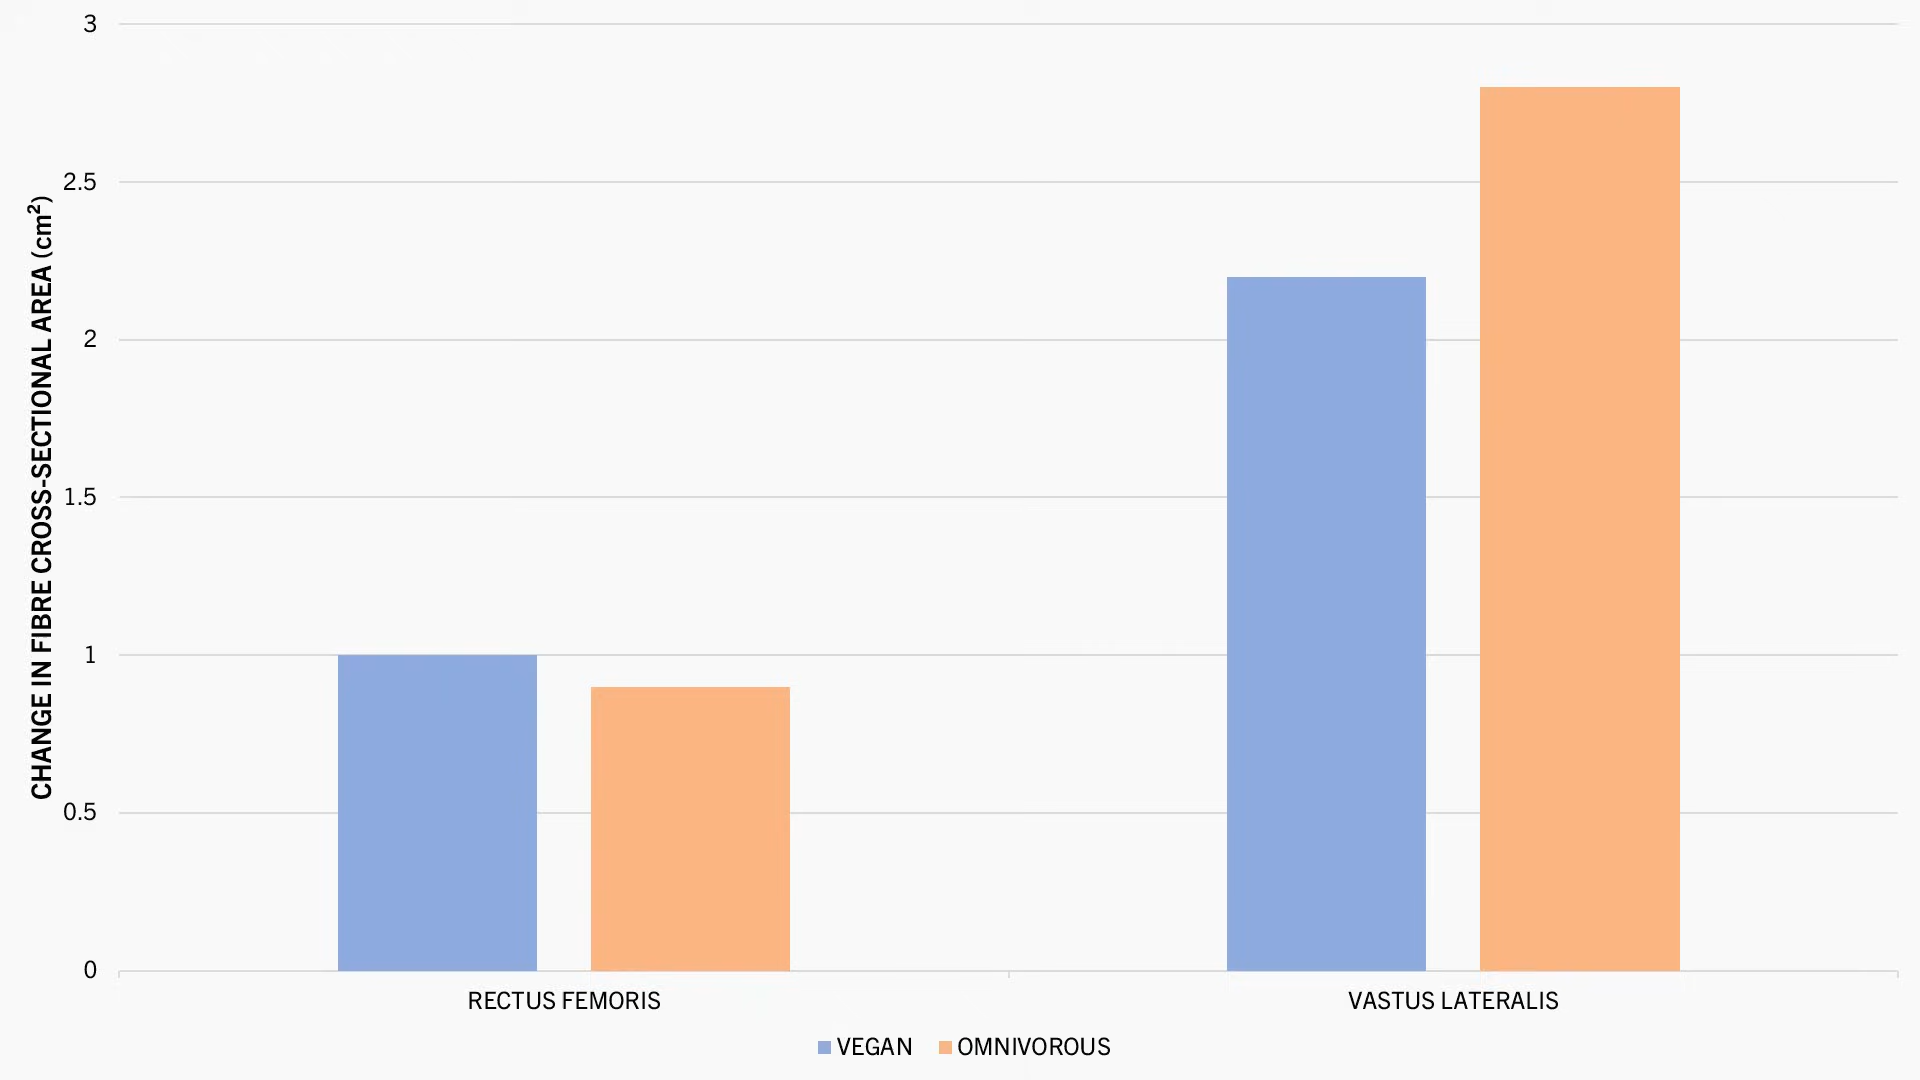 CHANGE IN FIBRE CROSS-SECTIONAL AREA (cm²)
3
2.5
2
1.5
1
0.5
0
RECTUS FEMORIS
VASTUS LATERALIS
VEGAN
OMNIVOROUS